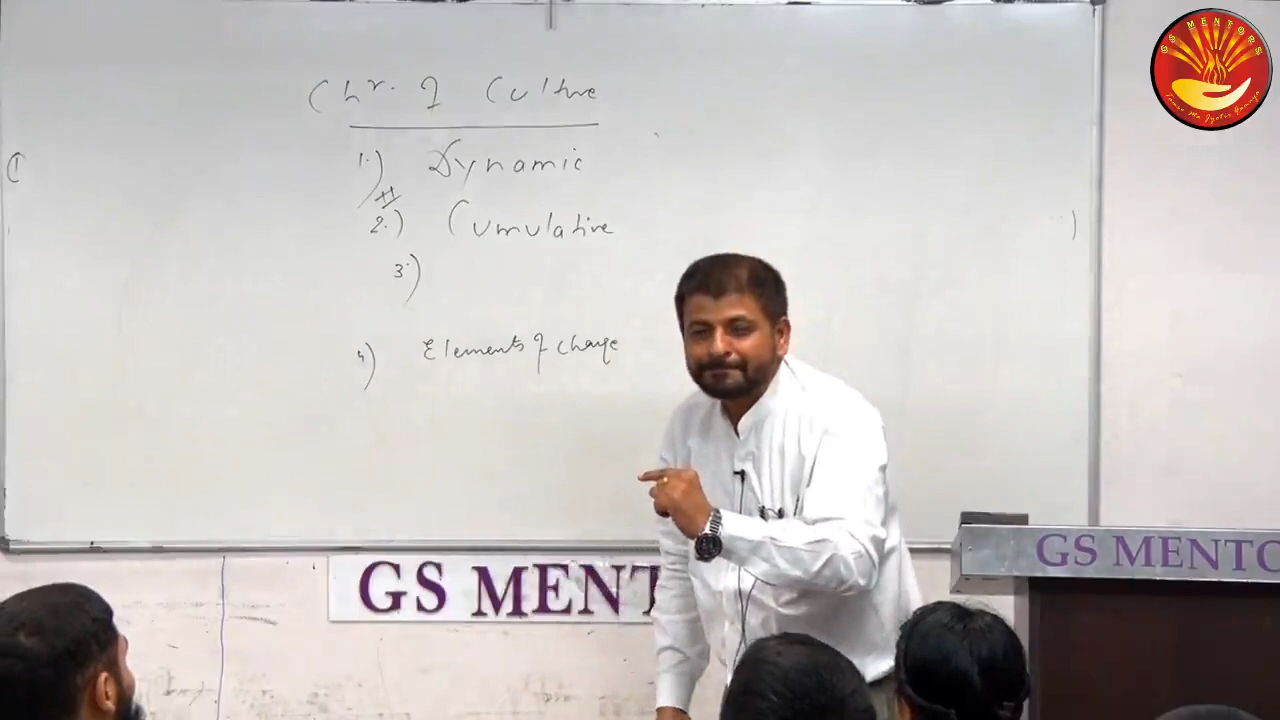 Chr. of Culture
1.) Dynamic
2.) Cumulative
3.)
4) Elements of change
GS MENT
GS MENTO
GS MENTORS